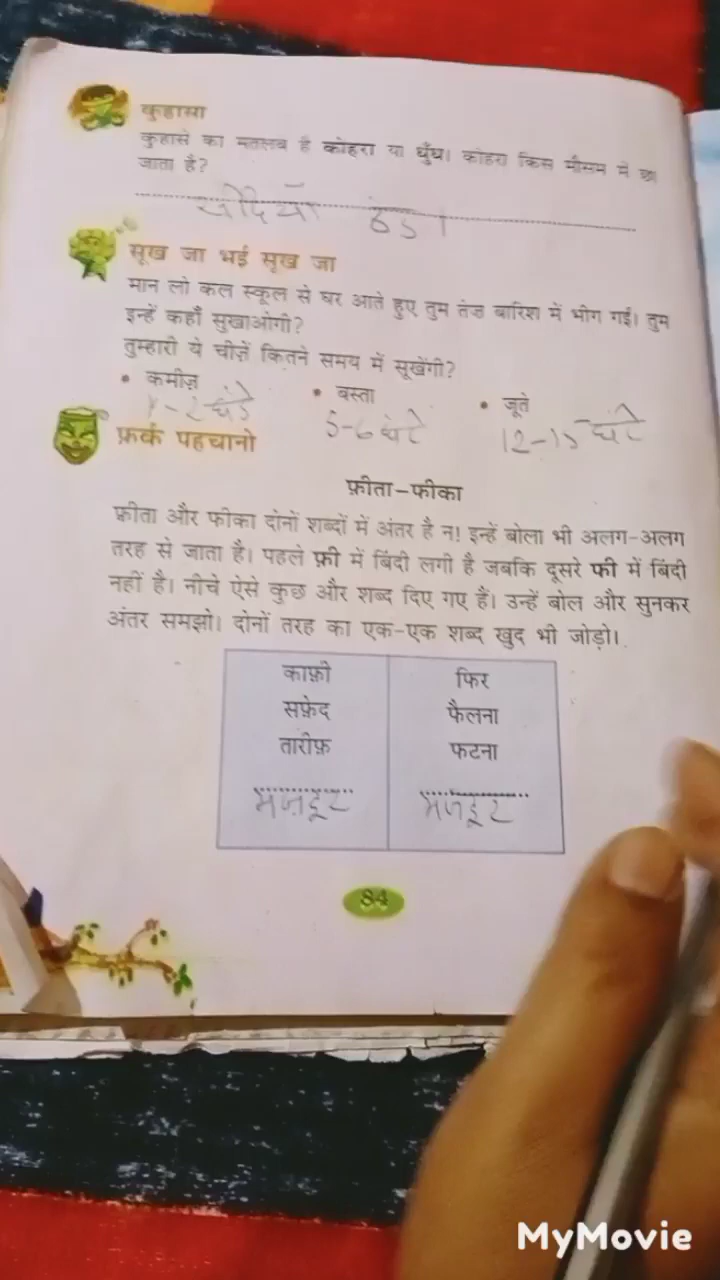 कुहासा
कुहासे का मतलब है कोहरा या धुँध। कोहरा किस मौसम में छा
जाता है?
ठंड।
सूख जा भई सूख जा
मान लो कल स्कूल से घर आते हुए तुम तेज़ बारिश में भीग गई। तुम
इन्हें कहाँ सुखाओगी?
तुम्हारी ये चीज़ें कितने समय में सूखेंगी?
• कमीज़ • बस्ता • जूते
1-2 घंटे 5-6 घंटे 12-15 घंटे
फ़र्क पहचानो
फ़ीता-फीका
फ़ीता और फीका दोनों शब्दों में अंतर है न! इन्हें बोला भी अलग-अलग
तरह से जाता है। पहले फ़ी में बिंदी लगी है जबकि दूसरे फी में बिंदी
नहीं है। नीचे ऐसे कुछ और शब्द दिए गए हैं। उन्हें बोल और सुनकर
अंतर समझो। दोनों तरह का एक-एक शब्द खुद भी जोड़ो।
काफ़ी फिर
सफ़ेद फैलना
तारीफ़ फटना
मज़दूर मजदूर
84
MyMovie